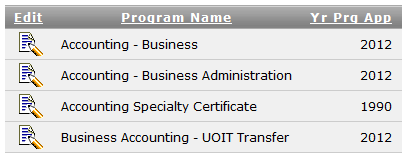 Edit Program Name Yr Prg App
Accounting - Business 2012
Accounting - Business Administration 2012
Accounting Specialty Certificate 1990
Business Accounting - UOIT Transfer 2012